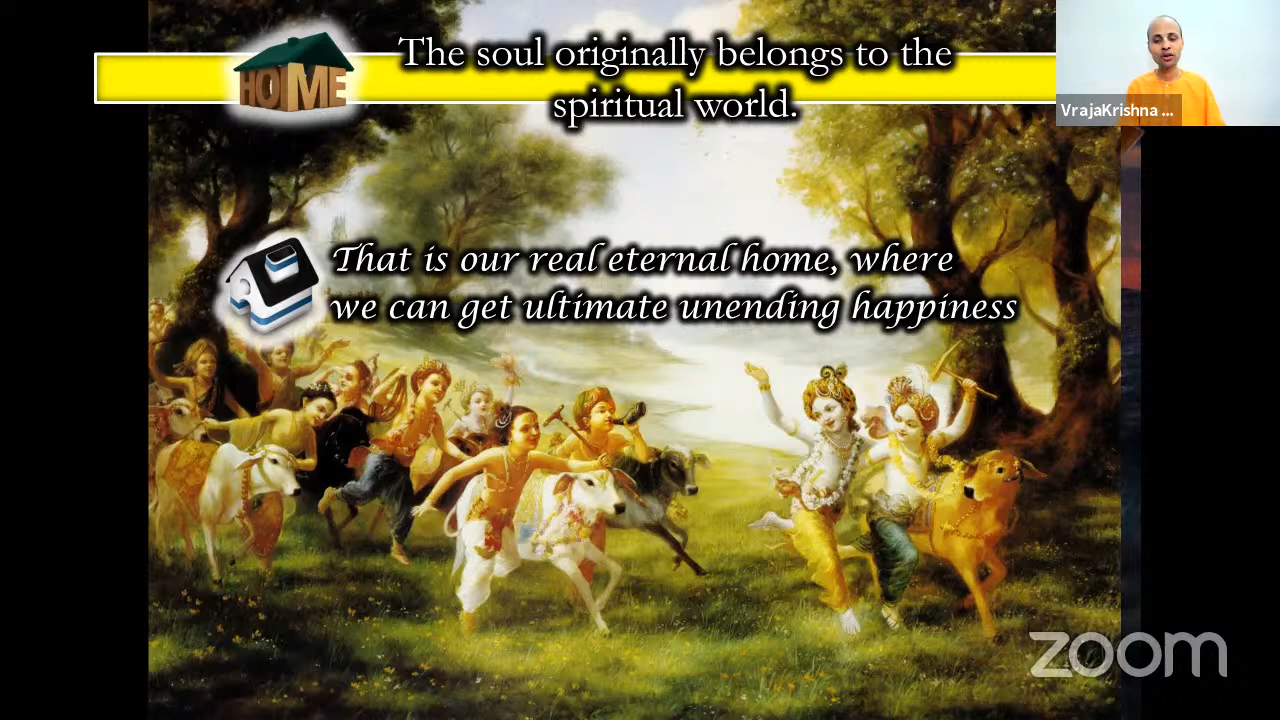 HOME
The soul originally belongs to the
spiritual world.
VrajaKrishna ...
That is our real eternal home, where
we can get ultimate unending happiness
zoom